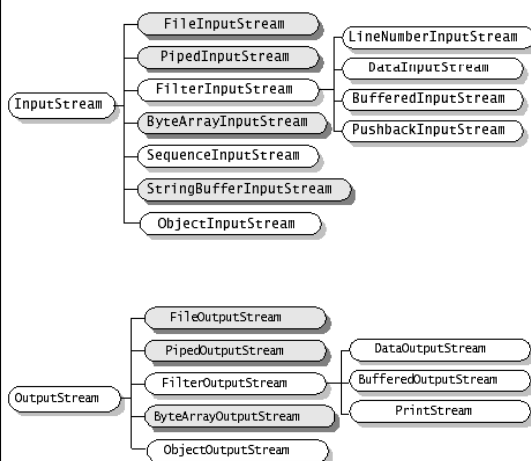 FileInputStream
LineNumberInputStream
PipedInputStream
DataInputStream
FilterInputStream
InputStream
BufferedInputStream
ByteArrayInputStream
PushbackInputStream
SequenceInputStream
StringBufferInputStream
ObjectInputStream
FileOutputStream
PipedOutputStream
DataOutputStream
FilterOutputStream
BufferedOutputStream
OutputStream
ByteArrayOutputStream
PrintStream
ObjectOutputStream